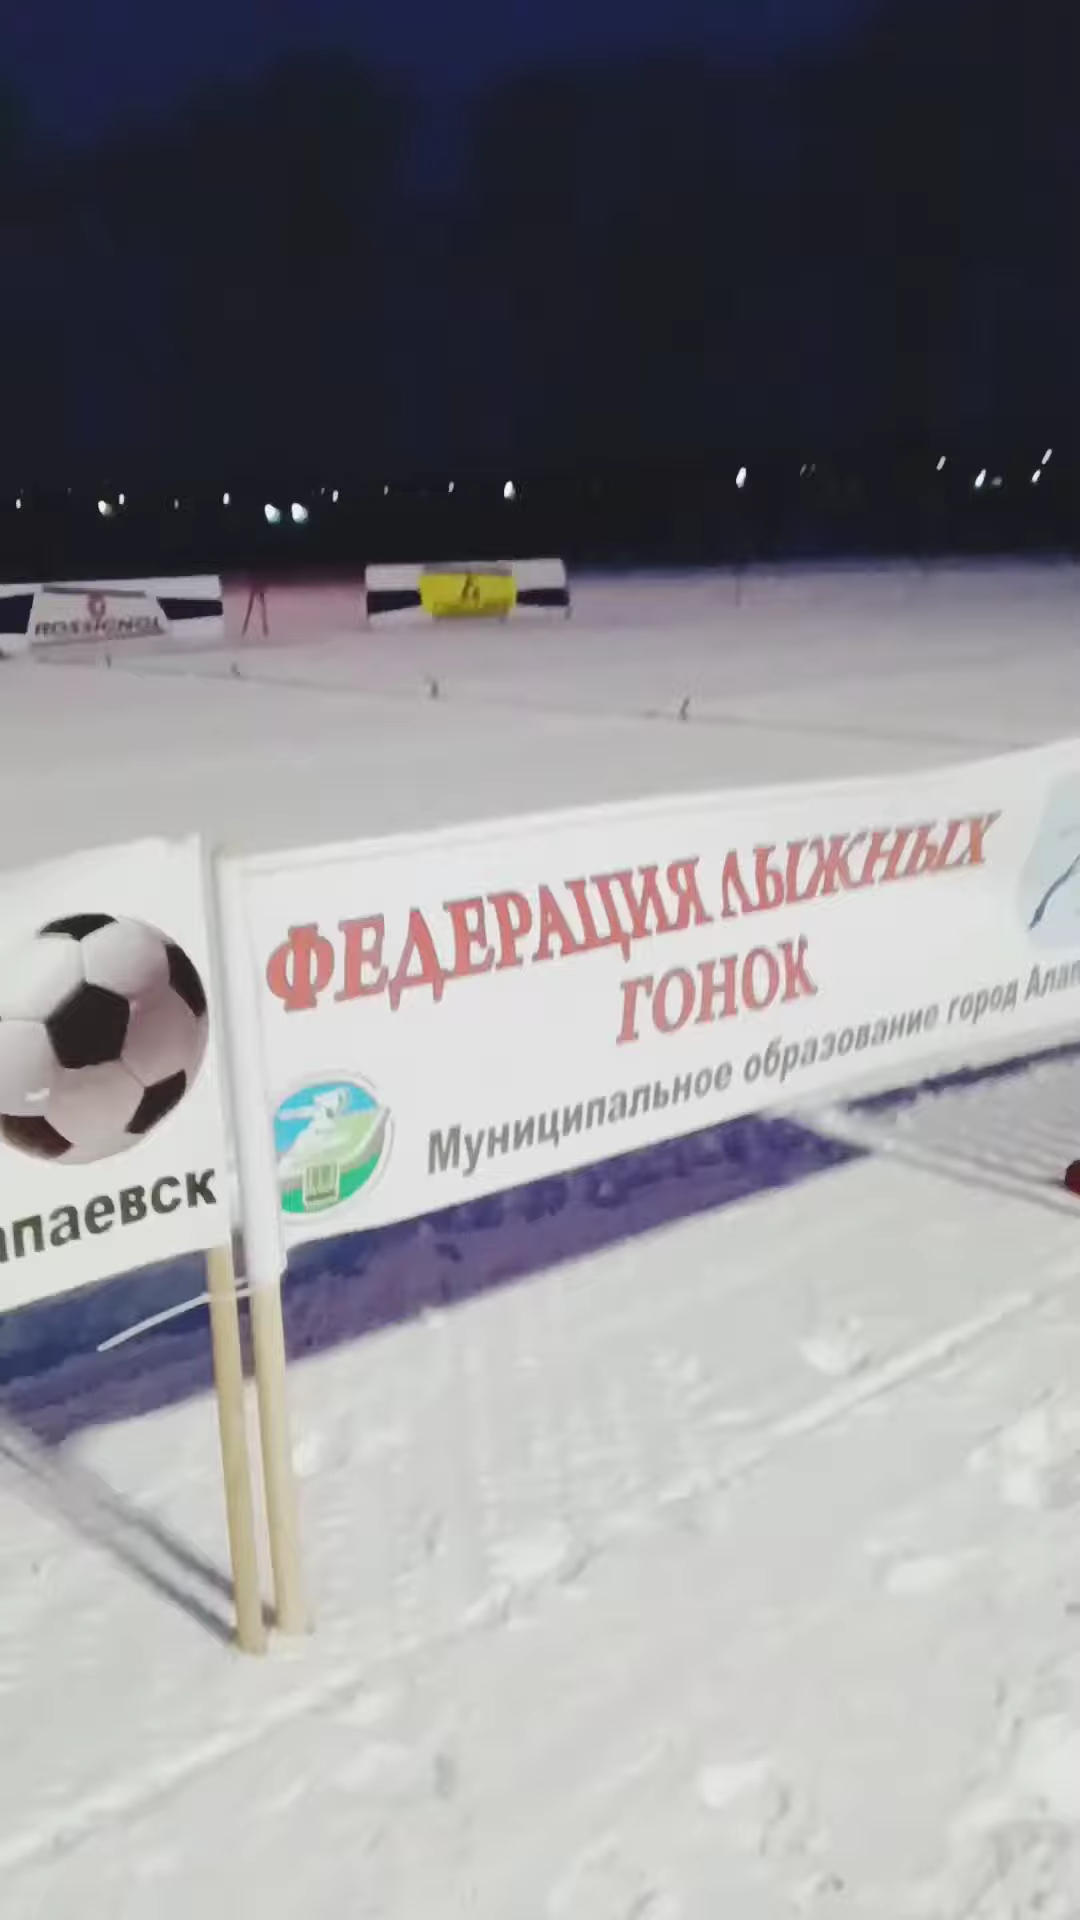 ROSSIGNOL
ФЕДЕРАЦИЯ ЛЫЖНЫХ
ГОНОК
Муниципальное образование город Алап
апаевск